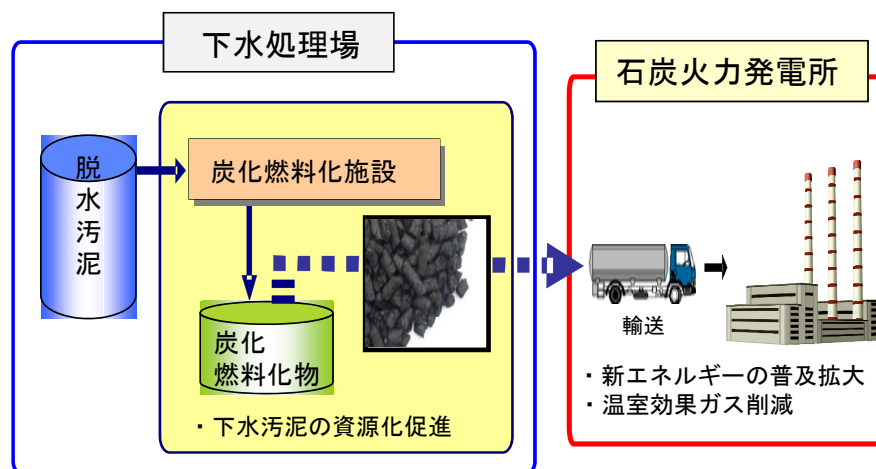 下水処理場
石炭火力発電所
脱水汚泥
炭化燃料化施設
炭化
燃料化物
輸送
・下水汚泥の資源化促進
・新エネルギーの普及拡大
・温室効果ガス削減